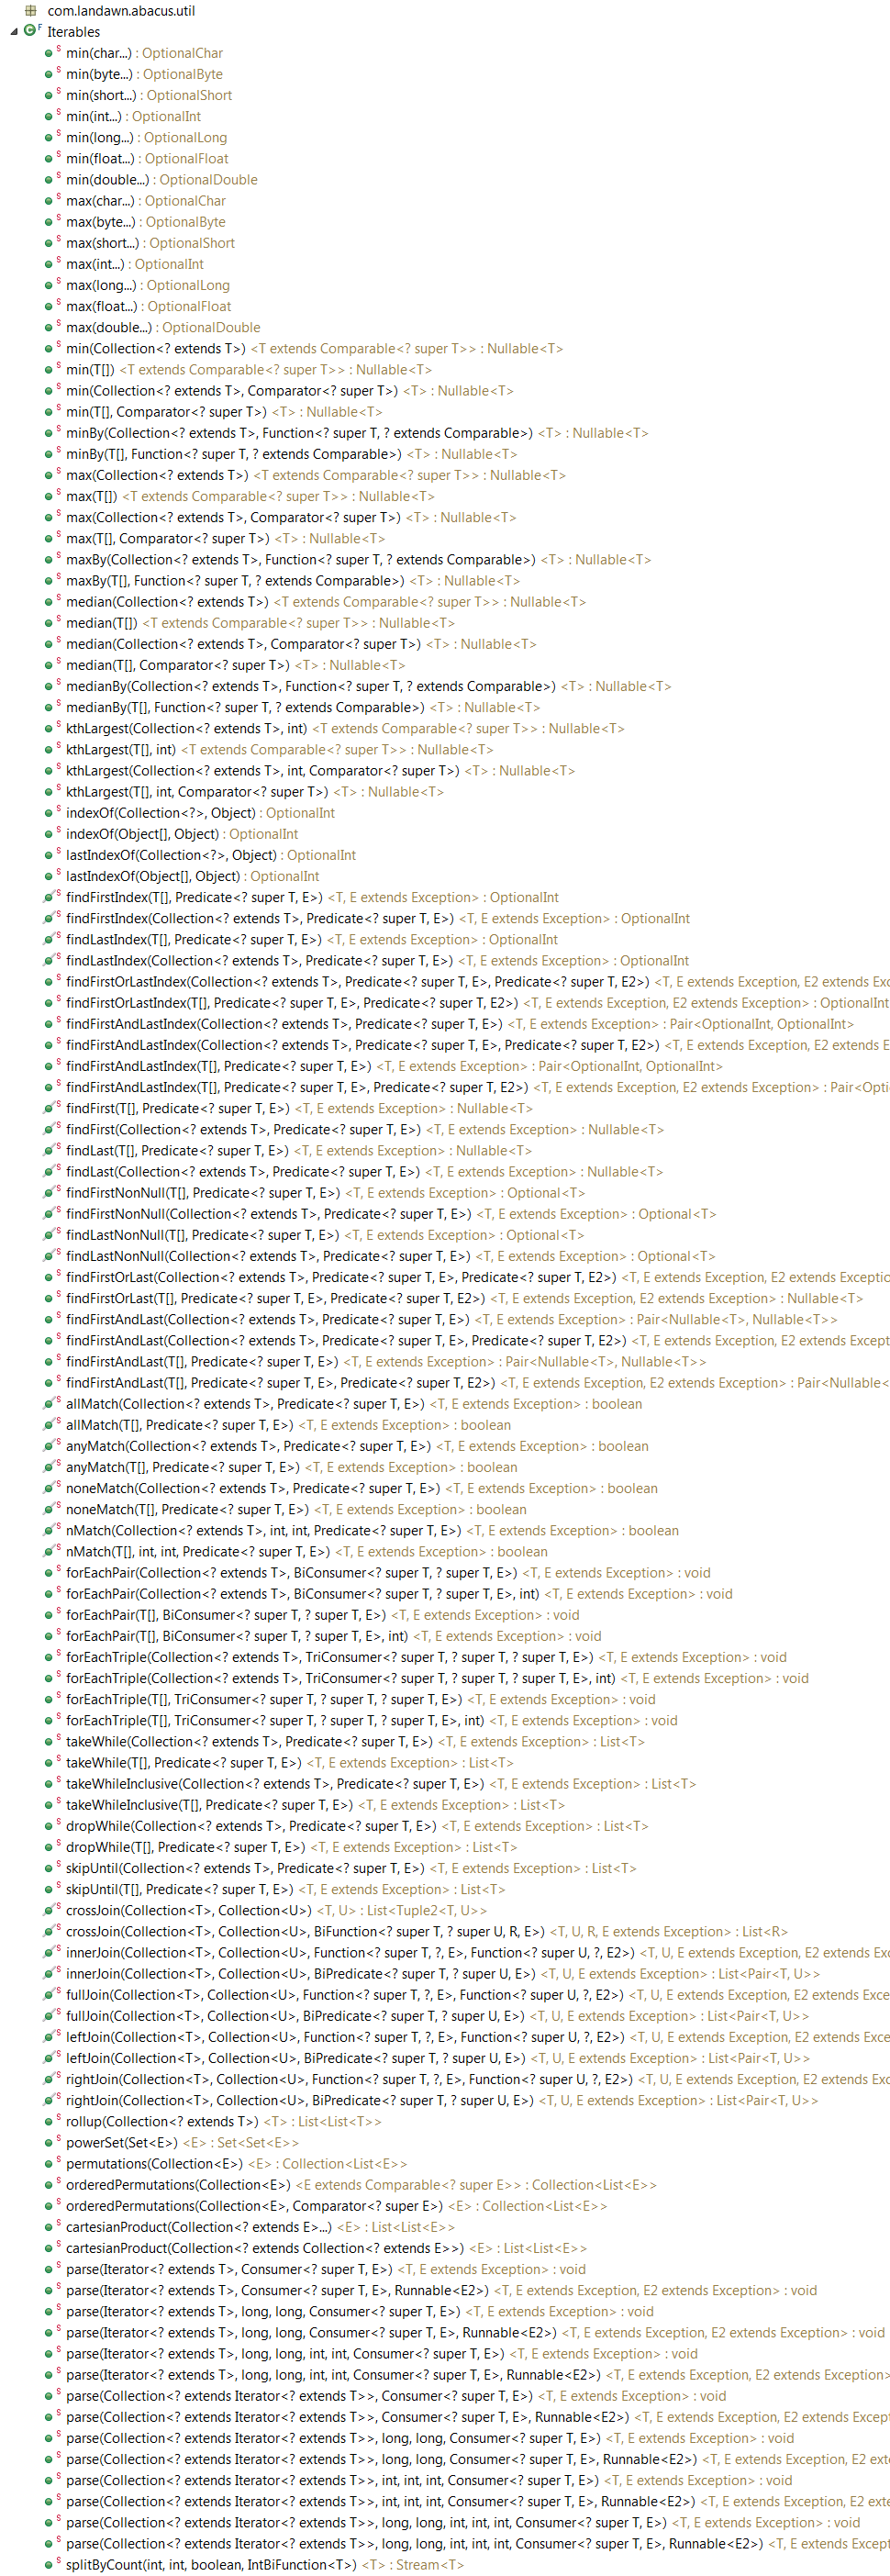 com.landawn.abacus.util
Iterables
min(char...) : OptionalChar
min(byte...) : OptionalByte
min(short...) : OptionalShort
min(int...) : OptionalInt
min(long...) : OptionalLong
min(float...) : OptionalFloat
min(double...) : OptionalDouble
max(char...) : OptionalChar
max(byte...) : OptionalByte
max(short...) : OptionalShort
max(int...) : OptionalInt
max(long...) : OptionalLong
max(float...) : OptionalFloat
max(double...) : OptionalDouble
min(Collection<? extends T>) <T extends Comparable<? super T>> : Nullable<T>
min(T[]) <T extends Comparable<? super T>> : Nullable<T>
min(Collection<? extends T>, Comparator<? super T>) <T> : Nullable<T>
min(T[], Comparator<? super T>) <T> : Nullable<T>
minBy(Collection<? extends T>, Function<? super T, ? extends Comparable>) <T> : Nullable<T>
minBy(T[], Function<? super T, ? extends Comparable>) <T> : Nullable<T>
max(Collection<? extends T>) <T extends Comparable<? super T>> : Nullable<T>
max(T[]) <T extends Comparable<? super T>> : Nullable<T>
max(Collection<? extends T>, Comparator<? super T>) <T> : Nullable<T>
max(T[], Comparator<? super T>) <T> : Nullable<T>
maxBy(Collection<? extends T>, Function<? super T, ? extends Comparable>) <T> : Nullable<T>
maxBy(T[], Function<? super T, ? extends Comparable>) <T> : Nullable<T>
median(Collection<? extends T>) <T extends Comparable<? super T>> : Nullable<T>
median(T[]) <T extends Comparable<? super T>> : Nullable<T>
median(Collection<? extends T>, Comparator<? super T>) <T> : Nullable<T>
median(T[], Comparator<? super T>) <T> : Nullable<T>
medianBy(Collection<? extends T>, Function<? super T, ? extends Comparable>) <T> : Nullable<T>
medianBy(T[], Function<? super T, ? extends Comparable>) <T> : Nullable<T>
kthLargest(Collection<? extends T>, int) <T extends Comparable<? super T>> : Nullable<T>
kthLargest(T[], int) <T extends Comparable<? super T>> : Nullable<T>
kthLargest(Collection<? extends T>, int, Comparator<? super T>) <T> : Nullable<T>
kthLargest(T[], int, Comparator<? super T>) <T> : Nullable<T>
indexOf(Collection<?>, Object) : OptionalInt
indexOf(Object[], Object) : OptionalInt
lastIndexOf(Collection<?>, Object) : OptionalInt
lastIndexOf(Object[], Object) : OptionalInt
findFirstIndex(T[], Predicate<? super T, E>) <T, E extends Exception> : OptionalInt
findFirstIndex(Collection<? extends T>, Predicate<? super T, E>) <T, E extends Exception> : OptionalInt
findLastIndex(T[], Predicate<? super T, E>) <T, E extends Exception> : OptionalInt
findLastIndex(Collection<? extends T>, Predicate<? super T, E>) <T, E extends Exception> : OptionalInt
findFirstOrLastIndex(Collection<? extends T>, Predicate<? super T, E>, Predicate<? super T, E2>) <T, E extends Exception, E2 extends Exc
findFirstOrLastIndex(T[], Predicate<? super T, E>, Predicate<? super T, E2>) <T, E extends Exception, E2 extends Exception> : OptionalInt
findFirstAndLastIndex(Collection<? extends T>, Predicate<? super T, E>) <T, E extends Exception> : Pair<OptionalInt, OptionalInt>
findFirstAndLastIndex(Collection<? extends T>, Predicate<? super T, E>, Predicate<? super T, E2>) <T, E extends Exception, E2 extends E
findFirstAndLastIndex(T[], Predicate<? super T, E>) <T, E extends Exception> : Pair<OptionalInt, OptionalInt>
findFirstAndLastIndex(T[], Predicate<? super T, E>, Predicate<? super T, E2>) <T, E extends Exception, E2 extends Exception> : Pair<Opti
findFirst(T[], Predicate<? super T, E>) <T, E extends Exception> : Nullable<T>
findFirst(Collection<? extends T>, Predicate<? super T, E>) <T, E extends Exception> : Nullable<T>
findLast(T[], Predicate<? super T, E>) <T, E extends Exception> : Nullable<T>
findLast(Collection<? extends T>, Predicate<? super T, E>) <T, E extends Exception> : Nullable<T>
findFirstNonNull(T[], Predicate<? super T, E>) <T, E extends Exception> : Optional<T>
findFirstNonNull(Collection<? extends T>, Predicate<? super T, E>) <T, E extends Exception> : Optional<T>
findLastNonNull(T[], Predicate<? super T, E>) <T, E extends Exception> : Optional<T>
findLastNonNull(Collection<? extends T>, Predicate<? super T, E>) <T, E extends Exception> : Optional<T>
findFirstOrLast(Collection<? extends T>, Predicate<? super T, E>, Predicate<? super T, E2>) <T, E extends Exception, E2 extends Exceptio
findFirstOrLast(T[], Predicate<? super T, E>, Predicate<? super T, E2>) <T, E extends Exception, E2 extends Exception> : Nullable<T>
findFirstAndLast(Collection<? extends T>, Predicate<? super T, E>) <T, E extends Exception> : Pair<Nullable<T>, Nullable<T>>
findFirstAndLast(Collection<? extends T>, Predicate<? super T, E>, Predicate<? super T, E2>) <T, E extends Exception, E2 extends Except
findFirstAndLast(T[], Predicate<? super T, E>) <T, E extends Exception> : Pair<Nullable<T>, Nullable<T>>
findFirstAndLast(T[], Predicate<? super T, E>, Predicate<? super T, E2>) <T, E extends Exception, E2 extends Exception> : Pair<Nullable<
allMatch(Collection<? extends T>, Predicate<? super T, E>) <T, E extends Exception> : boolean
allMatch(T[], Predicate<? super T, E>) <T, E extends Exception> : boolean
anyMatch(Collection<? extends T>, Predicate<? super T, E>) <T, E extends Exception> : boolean
anyMatch(T[], Predicate<? super T, E>) <T, E extends Exception> : boolean
noneMatch(Collection<? extends T>, Predicate<? super T, E>) <T, E extends Exception> : boolean
noneMatch(T[], Predicate<? super T, E>) <T, E extends Exception> : boolean
nMatch(Collection<? extends T>, int, int, Predicate<? super T, E>) <T, E extends Exception> : boolean
nMatch(T[], int, int, Predicate<? super T, E>) <T, E extends Exception> : boolean
forEachPair(Collection<? extends T>, BiConsumer<? super T, ? super T, E>) <T, E extends Exception> : void
forEachPair(Collection<? extends T>, BiConsumer<? super T, ? super T, E>, int) <T, E extends Exception> : void
forEachPair(T[], BiConsumer<? super T, ? super T, E>) <T, E extends Exception> : void
forEachPair(T[], BiConsumer<? super T, ? super T, E>, int) <T, E extends Exception> : void
forEachTriple(Collection<? extends T>, TriConsumer<? super T, ? super T, ? super T, E>) <T, E extends Exception> : void
forEachTriple(Collection<? extends T>, TriConsumer<? super T, ? super T, ? super T, E>, int) <T, E extends Exception> : void
forEachTriple(T[], TriConsumer<? super T, ? super T, ? super T, E>) <T, E extends Exception> : void
forEachTriple(T[], TriConsumer<? super T, ? super T, ? super T, E>, int) <T, E extends Exception> : void
takeWhile(Collection<? extends T>, Predicate<? super T, E>) <T, E extends Exception> : List<T>
takeWhile(T[], Predicate<? super T, E>) <T, E extends Exception> : List<T>
takeWhileInclusive(Collection<? extends T>, Predicate<? super T, E>) <T, E extends Exception> : List<T>
takeWhileInclusive(T[], Predicate<? super T, E>) <T, E extends Exception> : List<T>
dropWhile(Collection<? extends T>, Predicate<? super T, E>) <T, E extends Exception> : List<T>
dropWhile(T[], Predicate<? super T, E>) <T, E extends Exception> : List<T>
skipUntil(Collection<? extends T>, Predicate<? super T, E>) <T, E extends Exception> : List<T>
skipUntil(T[], Predicate<? super T, E>) <T, E extends Exception> : List<T>
crossJoin(Collection<T>, Collection<U>) <T, U> : List<Tuple2<T, U>>
crossJoin(Collection<T>, Collection<U>, BiFunction<? super T, ? super U, R, E>) <T, U, R, E extends Exception> : List<R>
innerJoin(Collection<T>, Collection<U>, Function<? super T, ?, E>, Function<? super U, ?, E2>) <T, U, E extends Exception, E2 extends Exc
innerJoin(Collection<T>, Collection<U>, BiPredicate<? super T, ? super U, E>) <T, U, E extends Exception> : List<Pair<T, U>>
fullJoin(Collection<T>, Collection<U>, Function<? super T, ?, E>, Function<? super U, ?, E2>) <T, U, E extends Exception, E2 extends Exce
fullJoin(Collection<T>, Collection<U>, BiPredicate<? super T, ? super U, E>) <T, U, E extends Exception> : List<Pair<T, U>>
leftJoin(Collection<T>, Collection<U>, Function<? super T, ?, E>, Function<? super U, ?, E2>) <T, U, E extends Exception, E2 extends Exce
leftJoin(Collection<T>, Collection<U>, BiPredicate<? super T, ? super U, E>) <T, U, E extends Exception> : List<Pair<T, U>>
rightJoin(Collection<T>, Collection<U>, Function<? super T, ?, E>, Function<? super U, ?, E2>) <T, U, E extends Exception, E2 extends Exc
rightJoin(Collection<T>, Collection<U>, BiPredicate<? super T, ? super U, E>) <T, U, E extends Exception> : List<Pair<T, U>>
rollup(Collection<? extends T>) <T> : List<List<T>>
powerSet(Set<E>) <E> : Set<Set<E>>
permutations(Collection<E>) <E> : Collection<List<E>>
orderedPermutations(Collection<E>) <E extends Comparable<? super E>> : Collection<List<E>>
orderedPermutations(Collection<E>, Comparator<? super E>) <E> : Collection<List<E>>
cartesianProduct(Collection<? extends E>...) <E> : List<List<E>>
cartesianProduct(Collection<? extends Collection<? extends E>>) <E> : List<List<E>>
parse(Iterator<? extends T>, Consumer<? super T, E>) <T, E extends Exception> : void
parse(Iterator<? extends T>, Consumer<? super T, E>, Runnable<E2>) <T, E extends Exception, E2 extends Exception> : void
parse(Iterator<? extends T>, long, long, Consumer<? super T, E>) <T, E extends Exception> : void
parse(Iterator<? extends T>, long, long, Consumer<? super T, E>, Runnable<E2>) <T, E extends Exception, E2 extends Exception> : void
parse(Iterator<? extends T>, long, long, int, int, Consumer<? super T, E>) <T, E extends Exception> : void
parse(Iterator<? extends T>, long, long, int, int, Consumer<? super T, E>, Runnable<E2>) <T, E extends Exception, E2 extends Exception>
parse(Collection<? extends Iterator<? extends T>>, Consumer<? super T, E>) <T, E extends Exception> : void
parse(Collection<? extends Iterator<? extends T>>, Consumer<? super T, E>, Runnable<E2>) <T, E extends Exception, E2 extends Except
parse(Collection<? extends Iterator<? extends T>>, long, long, Consumer<? super T, E>) <T, E extends Exception> : void
parse(Collection<? extends Iterator<? extends T>>, long, long, Consumer<? super T, E>, Runnable<E2>) <T, E extends Exception, E2 exte
parse(Collection<? extends Iterator<? extends T>>, int, int, int, Consumer<? super T, E>) <T, E extends Exception> : void
parse(Collection<? extends Iterator<? extends T>>, int, int, int, Consumer<? super T, E>, Runnable<E2>) <T, E extends Exception, E2 exte
parse(Collection<? extends Iterator<? extends T>>, long, long, int, int, int, Consumer<? super T, E>) <T, E extends Exception> : void
parse(Collection<? extends Iterator<? extends T>>, long, long, int, int, int, Consumer<? super T, E>, Runnable<E2>) <T, E extends Except
splitByCount(int, int, boolean, IntBiFunction<T>) <T> : Stream<T>